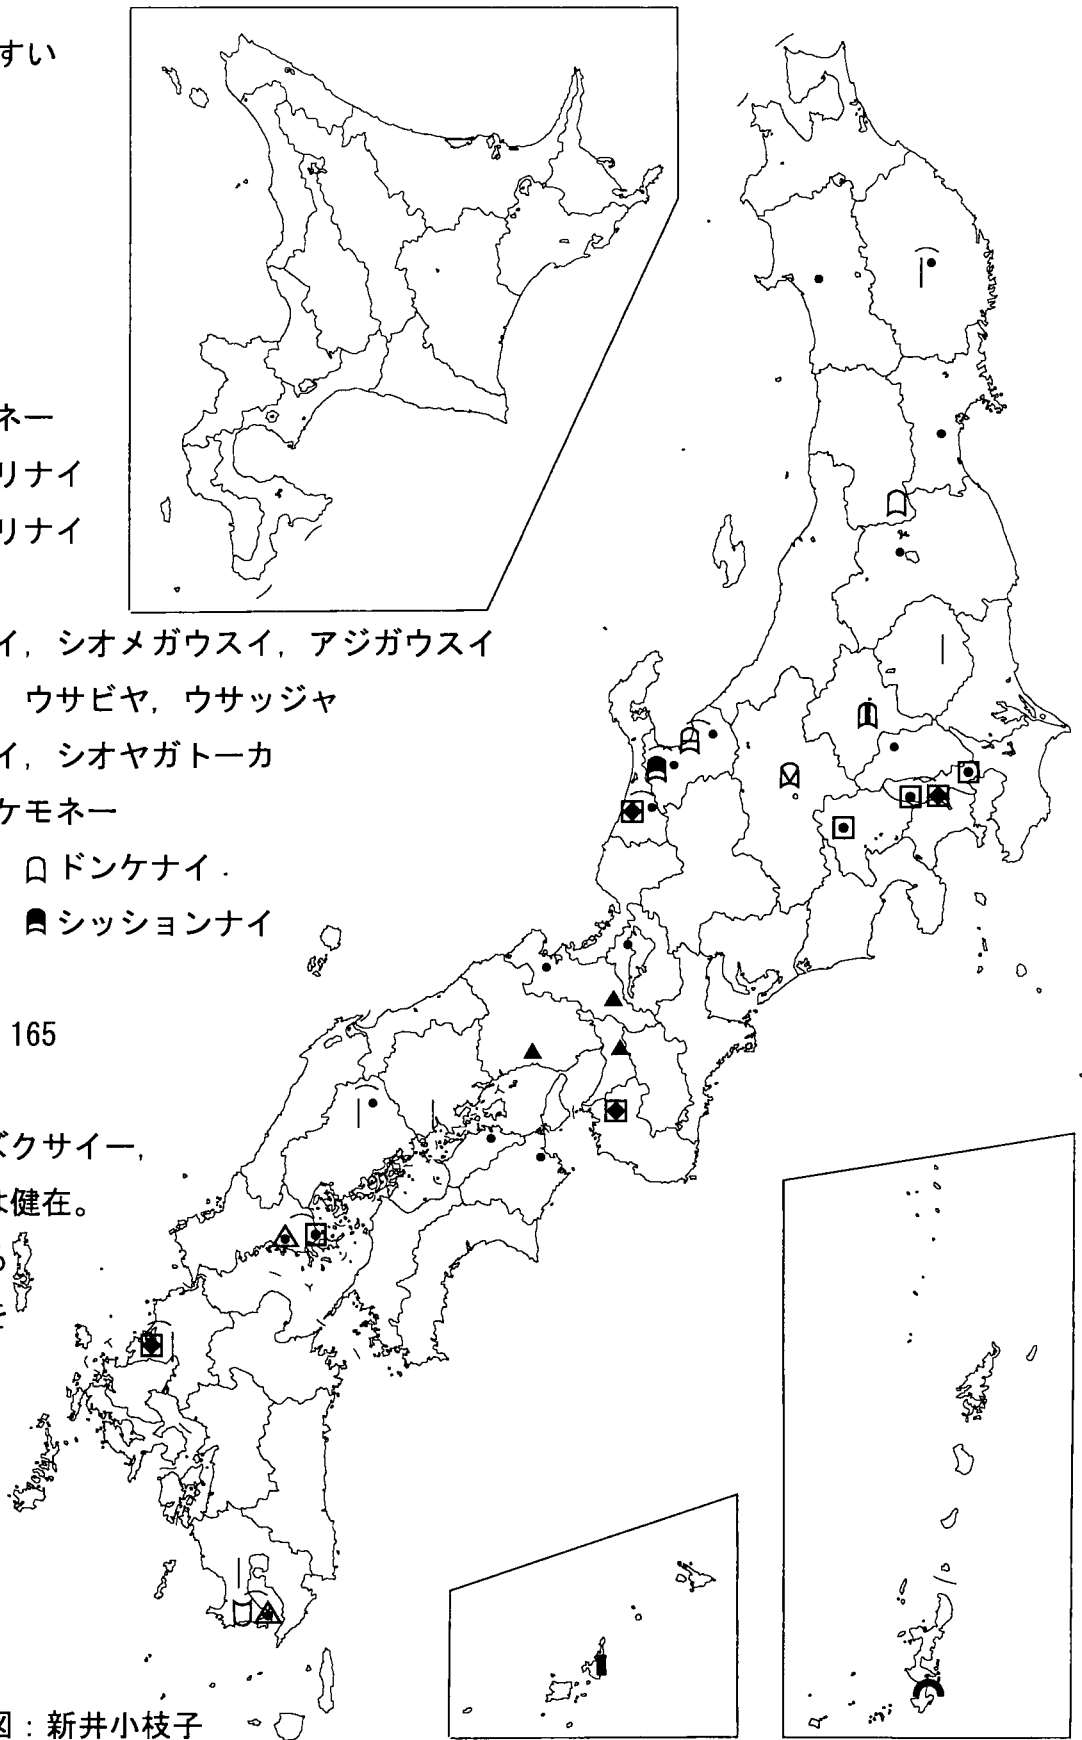 すい
ネー
リナイ
リナイ
イ，シオメガウスイ，アジガウスイ
ウサビヤ，ウサッジャ
イ，シオヤガトーカ
ケモネー
ドンケナイ
シッションナイ
165
ズクサイー，
は健在。
図：新井小枝子